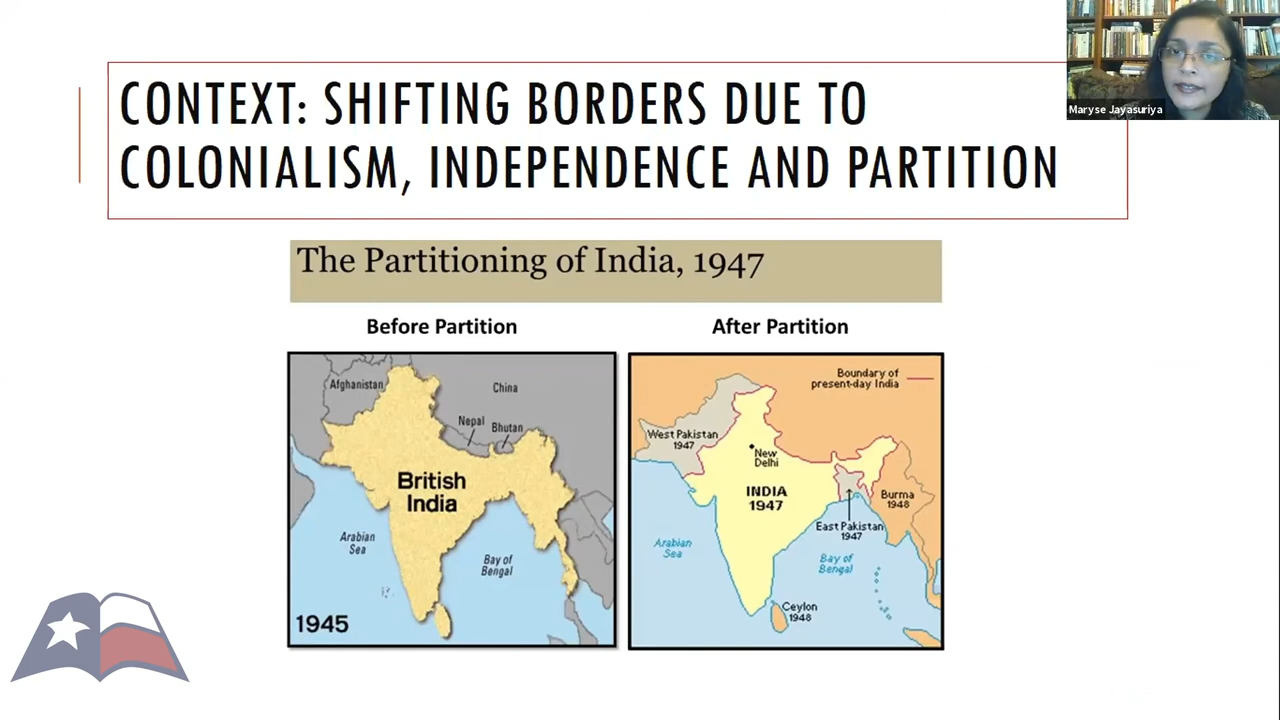 CONTEXT: SHIFTING BORDERS DUE TO
COLONIALISM, INDEPENDENCE AND PARTITION
Maryse Jayasuriya
The Partitioning of India, 1947
Before Partition
After Partition
Afghanistan
China
Nepal
Bhutan
British
India
Arabian
Sea
Bay of
Bengal
1945
Boundary of
present-day India
West Pakistan
1947
New
Delhi
INDIA
1947
Burma
1948
East Pakistan
1947
Arabian
Sea
Bay of
Bengal
Ceylon
1948